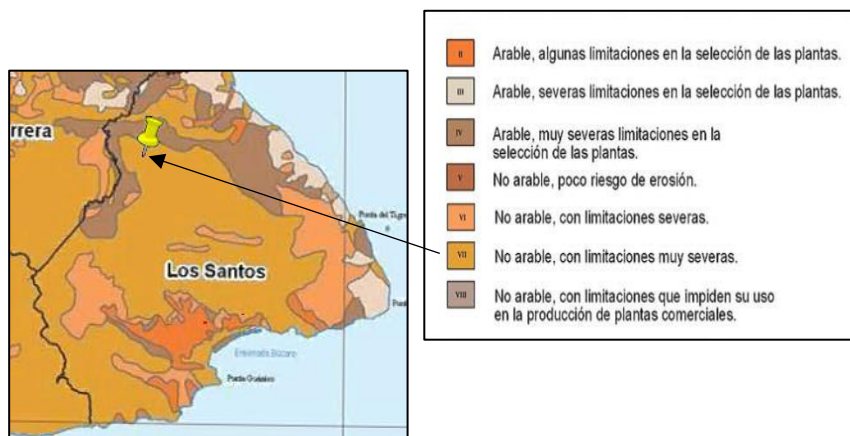 rrera
Punta del Tigre
Los Santos
Ensenada Búcaro
Punta Guánico
II Arable, algunas limitaciones en la selección de las plantas.
III Arable, severas limitaciones en la selección de las plantas.
IV Arable, muy severas limitaciones en la
selección de las plantas.
V No arable, poco riesgo de erosión.
VI No arable, con limitaciones severas.
VII No arable, con limitaciones muy severas.
VIII No arable, con limitaciones que impiden su uso
en la producción de plantas comerciales.